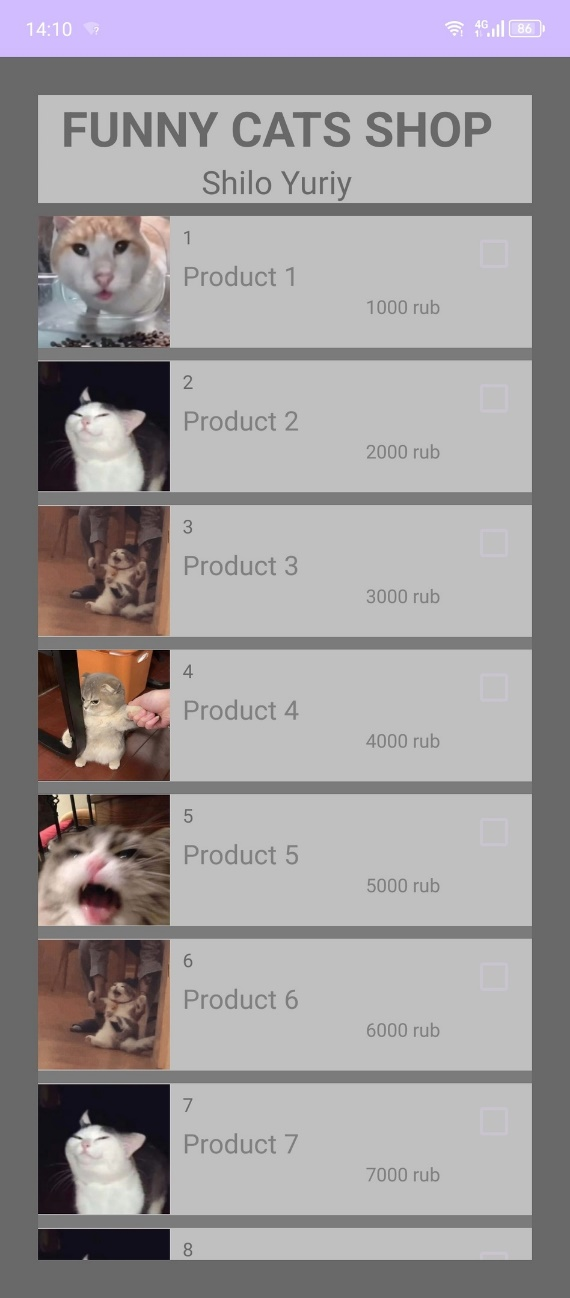 14:10
4G
86
FUNNY CATS SHOP
Shilo Yuriy
1
Product 1
1000 rub
2
Product 2
2000 rub
3
Product 3
3000 rub
4
Product 4
4000 rub
5
Product 5
5000 rub
6
Product 6
6000 rub
7
Product 7
7000 rub
8